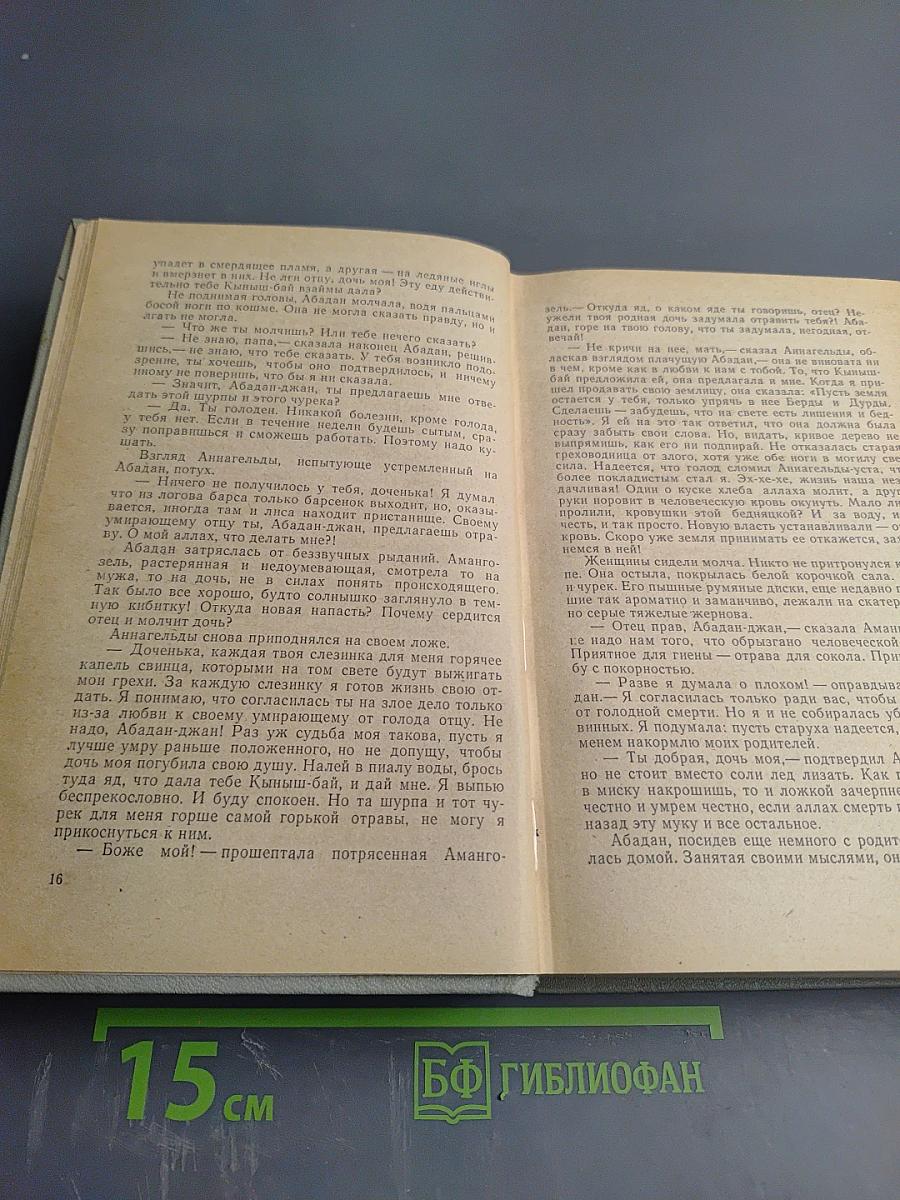 упадет в смердящее пламя, а другая — на ледяные иглы
и вмерзнет в них. Не лги отцу, дочь моя! Эту еду действи-
тельно тебе Кыныш-бай взаймы дала?
Не поднимая головы, Абадан молчала, водя пальцами
босой ноги по кошме. Она не могла сказать правду, но и
лгать не могла.
— Что же ты молчишь? Или тебе нечего сказать?
— Не знаю, папа,— сказала наконец Абадан, решив-
шись,— не знаю, что тебе сказать. У тебя возникло подо-
зрение, ты хочешь, чтобы оно подтвердилось, и ничему
иному не поверишь, что бы я ни сказала.
— Значит, Абадан-джан, ты предлагаешь мне отве-
дать этой шурпы и этого чурека?
— Да. Ты голоден. Никакой болезни, кроме голода,
у тебя нет. Если в течение недели будешь сытым, сра-
зу поправишься и сможешь работать. Поэтому надо ку-
шать.
Взгляд Аннагельды, испытующе устремленный на
Абадан, потух.
— Ничего не получилось у тебя, доченька! Я думал
что из логова барса только барсенок выходит, но, оказы-
вается, иногда там и лиса находит пристанище. Своему
умирающему отцу ты, Абадан-джан, предлагаешь отра-
ву. О мой аллах, что делать мне?!
Абадан затряслась от беззвучных рыданий. Аманго-
зель, растерянная и недоумевающая, смотрела то на
мужа, то на дочь, не в силах понять происходящего.
Так было все хорошо, будто солнышко заглянуло в тем-
ную кибитку! Откуда новая напасть? Почему сердится
отец и молчит дочь?
Аннагельды снова приподнялся на своем ложе.
— Доченька, каждая твоя слезинка для меня горячее
капель свинца, которыми на том свете будут выжигать
мои грехи. За каждую слезинку я готов жизнь свою от-
дать. Я понимаю, что согласилась ты на злое дело только
из-за любви к своему умирающему от голода отцу. Не
надо, Абадан-джан! Раз уж судьба моя такова, пусть я
лучше умру раньше положенного, но не допущу, чтобы
дочь моя погубила свою душу. Налей в пиалу воды, брось
туда яд, что дала тебе Кыныш-бай, и дай мне. Я выпью
беспрекословно. И буду спокоен. Но та шурпа и тот чу-
рек для меня горше самой горькой отравы, не могу я
прикоснуться к ним.
— Боже мой! — прошептала потрясенная Аманго-
16
зель.— Откуда яд, о каком яде ты говоришь, отец? Не-
ужели твоя родная дочь задумала отравить тебя?! Аба-
дан, горе на твою голову, что ты задумала, негодная, от-
вечай!
— Не кричи на нее, мать,— сказал Аннагельды, об-
ласкав взглядом плачущую Абадан,— она не виновата ни
в чем, кроме как в любви к нам с тобой. То, что Кыныш-
бай предложила ей, она предлагала и мне. Когда я при-
шел продавать свою землицу, она сказала: «Пусть земля
остается у тебя, только упрячь в нее Берды и Дурды.
Сделаешь — забудешь, что на свете есть лишения и бед-
ность». Я ей на это так ответил, что она должна была
сразу забыть свои слова. Но, видать, кривое дерево не
выпрямишь, как его ни подпирай. Не отказалась старая
греховодница от злого, хотя уже обе ноги в могилу све
сила. Надеется, что голод сломил Аннагельды-уста, чт
более покладистым стал я. Эх-хе-хе, жизнь наша нез
дачливая! Один о куске хлеба аллаха молит, а друг
руки норовит в человеческую кровь окунуть. Мало ли
пролили, кровушки этой бедняцкой? И за воду, и
честь, и так просто. Новую власть устанавливали — о
кровь. Скоро уже земля принимать ее откажется, зах
немся в ней!
Женщины сидели молча. Никто не притронулся к
пе. Она остыла, покрылась белой корочкой сала.
и чурек. Его пышные румяные диски, еще недавно п
шие так ароматно и заманчиво, лежали на скатер
но серые тяжелые жернова.
— Отец прав, Абадан-джан,— сказала Аман
не надо нам того, что обрызгано человеческой
Приятное для гиены — отрава для сокола. При
бу с покорностью.
— Разве я думала о плохом! — оправдыва
дан.— Я согласилась только ради вас, чтобы
от голодной смерти. Но я и не собиралась уб
винных. Я подумала: пусть старуха надеется,
менем накормлю моих родителей.
— Ты добрая, дочь моя,— подтвердил А
но не стоит вместо соли лед лизать. Как г
в миску накрошишь, то и ложкой зачерпне
честно и умрем честно, если аллах смерть
назад эту муку и все остальное.
Абадан, посидев еще немного с родит
лась домой. Занятая своими мыслями, он
15 см
БФ ГИБЛИОФАН